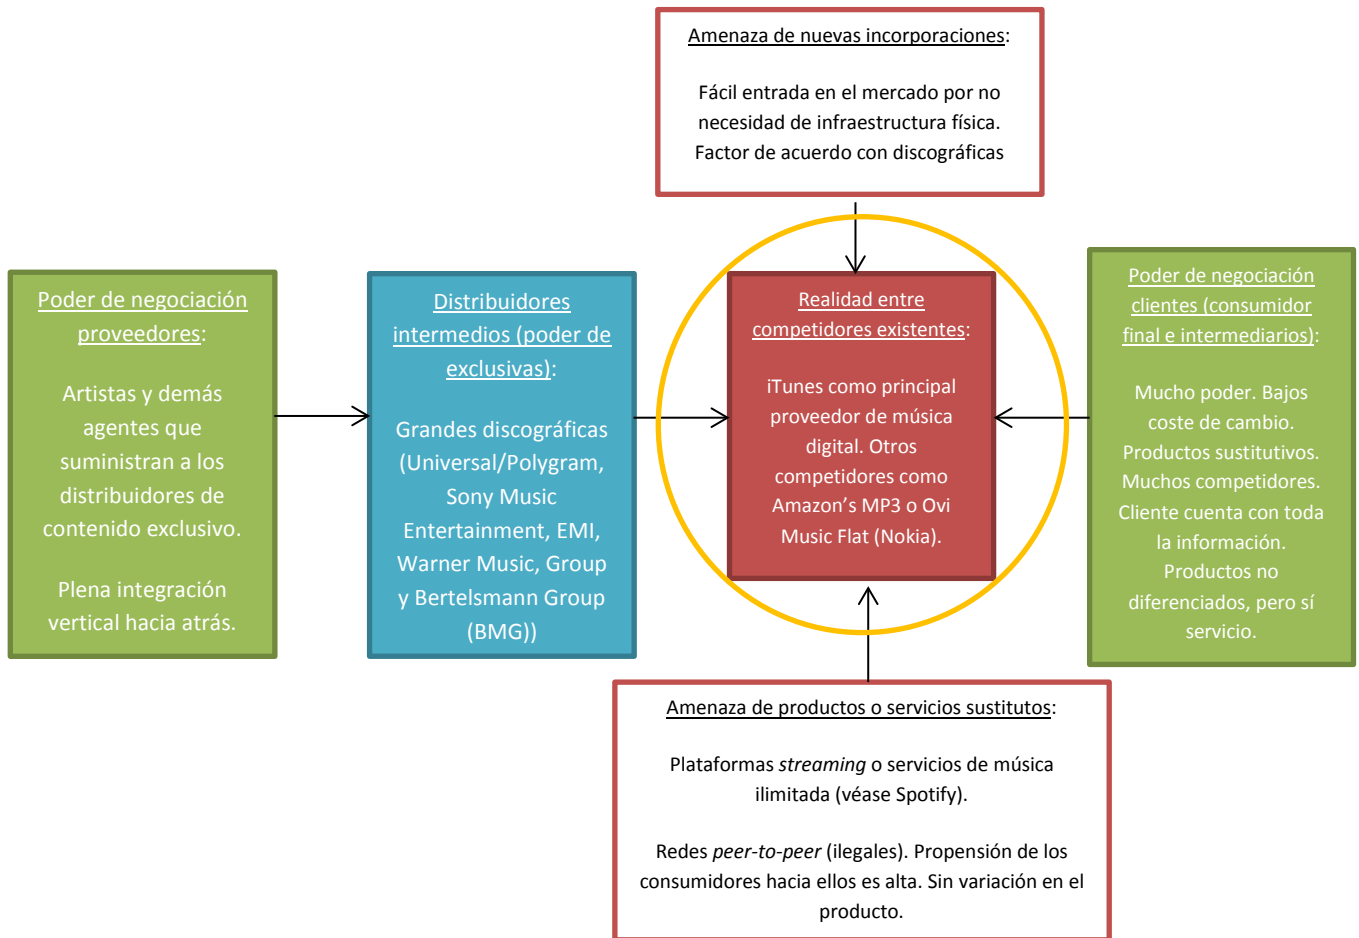 Amenaza de nuevas incorporaciones:
Fácil entrada en el mercado por no
necesidad de infraestructura física.
Factor de acuerdo con discográficas
Poder de negociación
proveedores:
Artistas y demás
agentes que
suministran a los
distribuidores de
contenido exclusivo.
Plena integración
vertical hacia atrás.
Distribuidores
intermedios (poder de
exclusivas):
Grandes discográficas
(Universal/Polygram,
Sony Music
Entertainment, EMI,
Warner Music, Group
y Bertelsmann Group
(BMG))
Realidad entre
competidores existentes:
iTunes como principal
proveedor de música
digital. Otros
competidores como
Amazon’s MP3 o Ovi
Music Flat (Nokia).
Poder de negociación
clientes (consumidor
final e intermediarios):
Mucho poder. Bajos
coste de cambio.
Productos sustitutivos.
Muchos competidores.
Cliente cuenta con toda
la información.
Productos no
diferenciados, pero sí
servicio.
Amenaza de productos o servicios sustitutos:
Plataformas streaming o servicios de música
ilimitada (véase Spotify).
Redes peer-to-peer (ilegales). Propensión de los
consumidores hacia ellos es alta. Sin variación en el
producto.